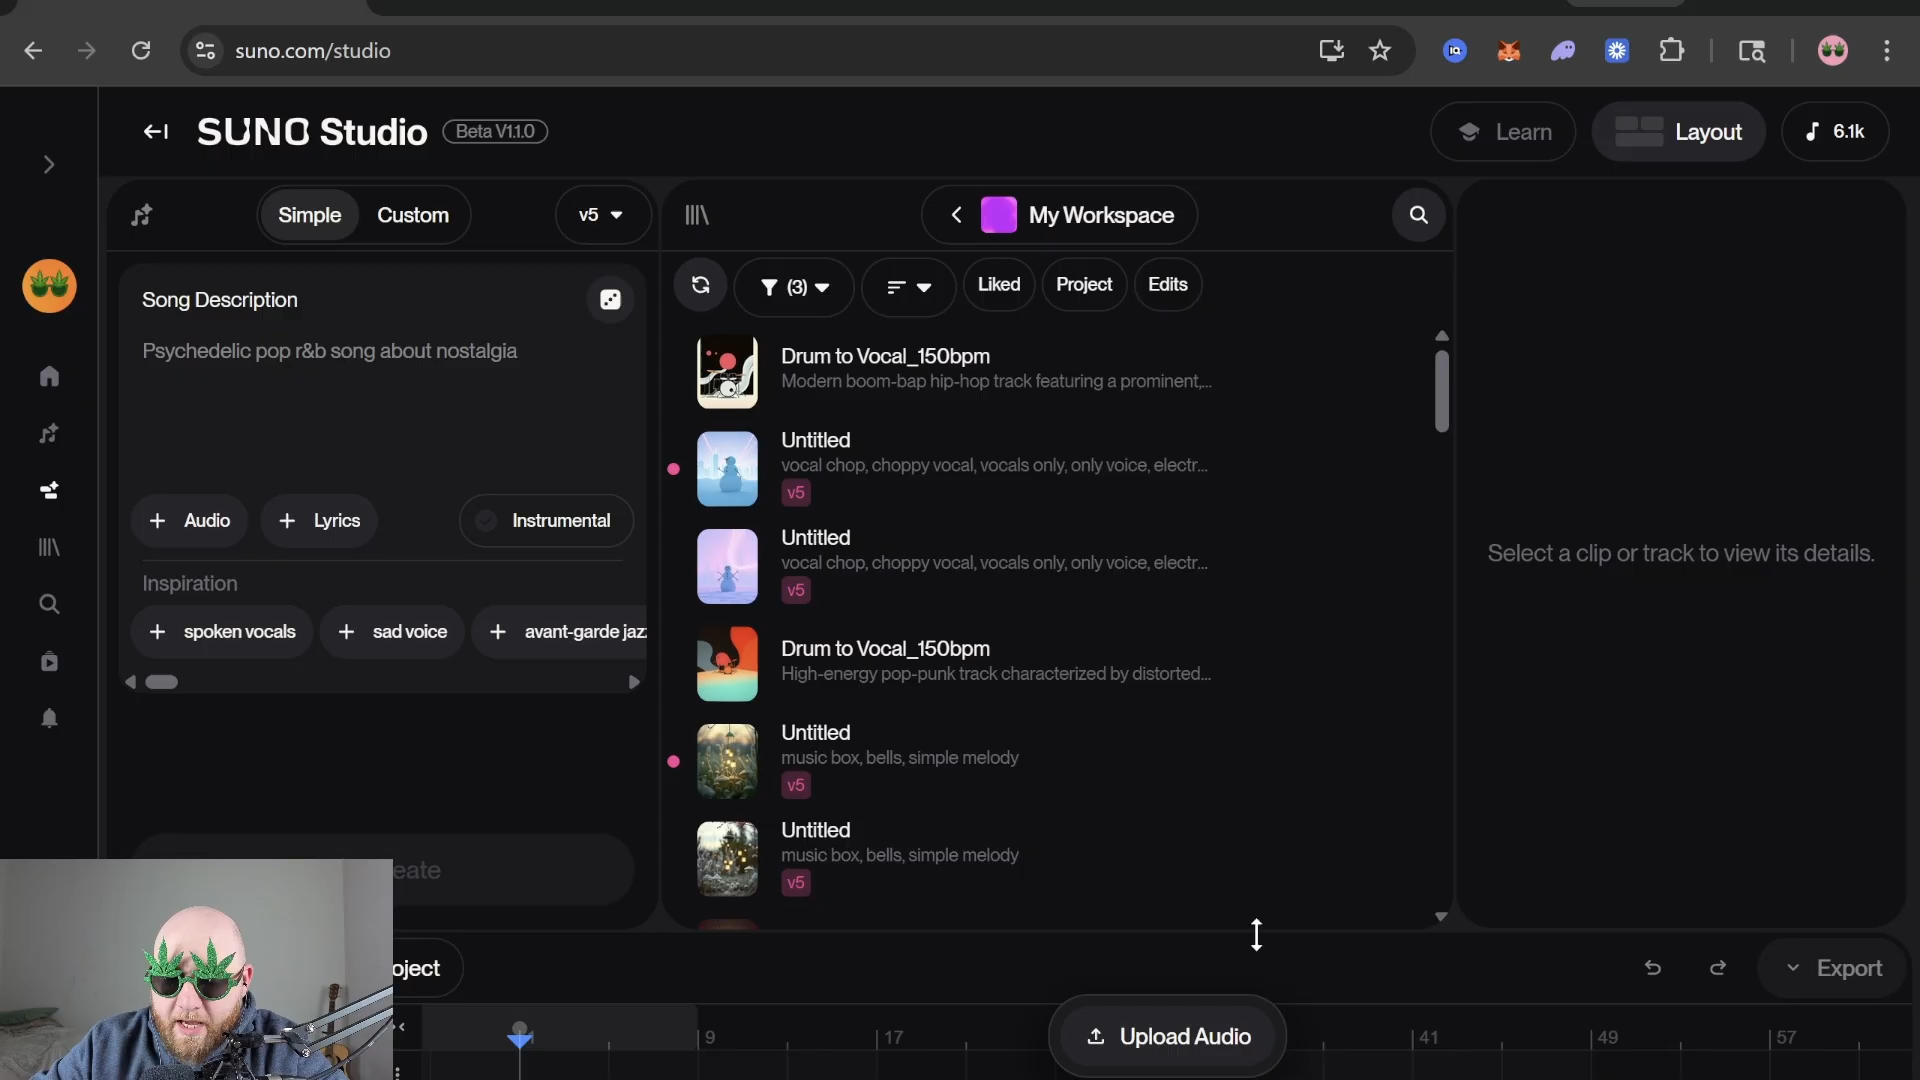 suno.com/studio
SUNO Studio
Beta V1.1.0
Learn
Layout
6.1k
Simple
Custom
v5
My Workspace
Song Description
Psychedelic pop r&b song about nostalgia
Audio
Lyrics
Instrumental
Inspiration
spoken vocals
sad voice
avant-garde jaz
(3)
Liked
Project
Edits
Drum to Vocal_150bpm
Modern boom-bap hip-hop track featuring a prominent,...
Untitled
vocal chop, choppy vocal, vocals only, only voice, electr...
v5
Untitled
vocal chop, choppy vocal, vocals only, only voice, electr...
v5
Drum to Vocal_150bpm
High-energy pop-punk track characterized by distorted...
Untitled
music box, bells, simple melody
v5
Untitled
music box, bells, simple melody
v5
Select a clip or track to view its details.
eate
oject
Export
9
17
Upload Audio
41
49
57